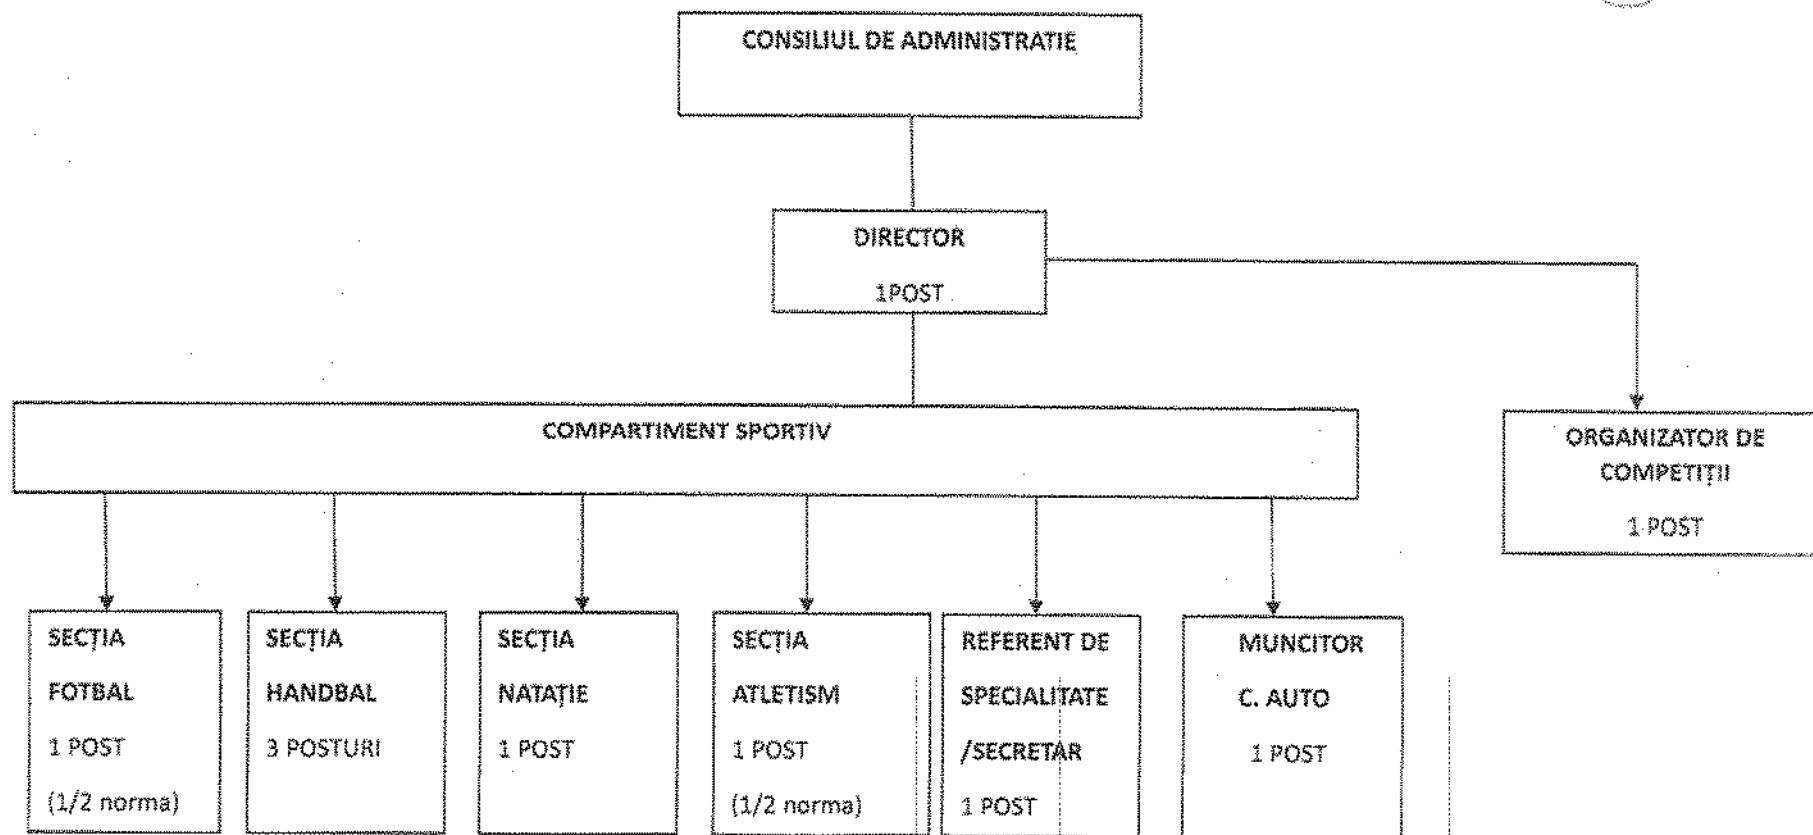 CONSILIUL DE ADMINISTRATIE
DIRECTOR
1POST
COMPARTIMENT SPORTIV
ORGANIZATOR DE
COMPETIȚII
1 POST
SECȚIA
FOTBAL
1 POST
(1/2 norma)
SECȚIA
HANDBAL
3 POSTURI
SECȚIA
NATAȚIE
1 POST
SECȚIA
ATLETISM
1 POST
(1/2 norma)
REFERENT DE
SPECIALITATE
/SECRETAR
1 POST
MUNCITOR
C. AUTO
1 POST